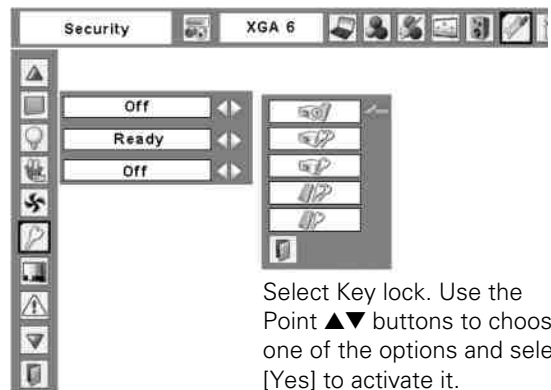 Security XGA 6
Off
Ready
Off
Select Key lock. Use the
Point ▲▼ buttons to choos
one of the options and sele
[Yes] to activate it.